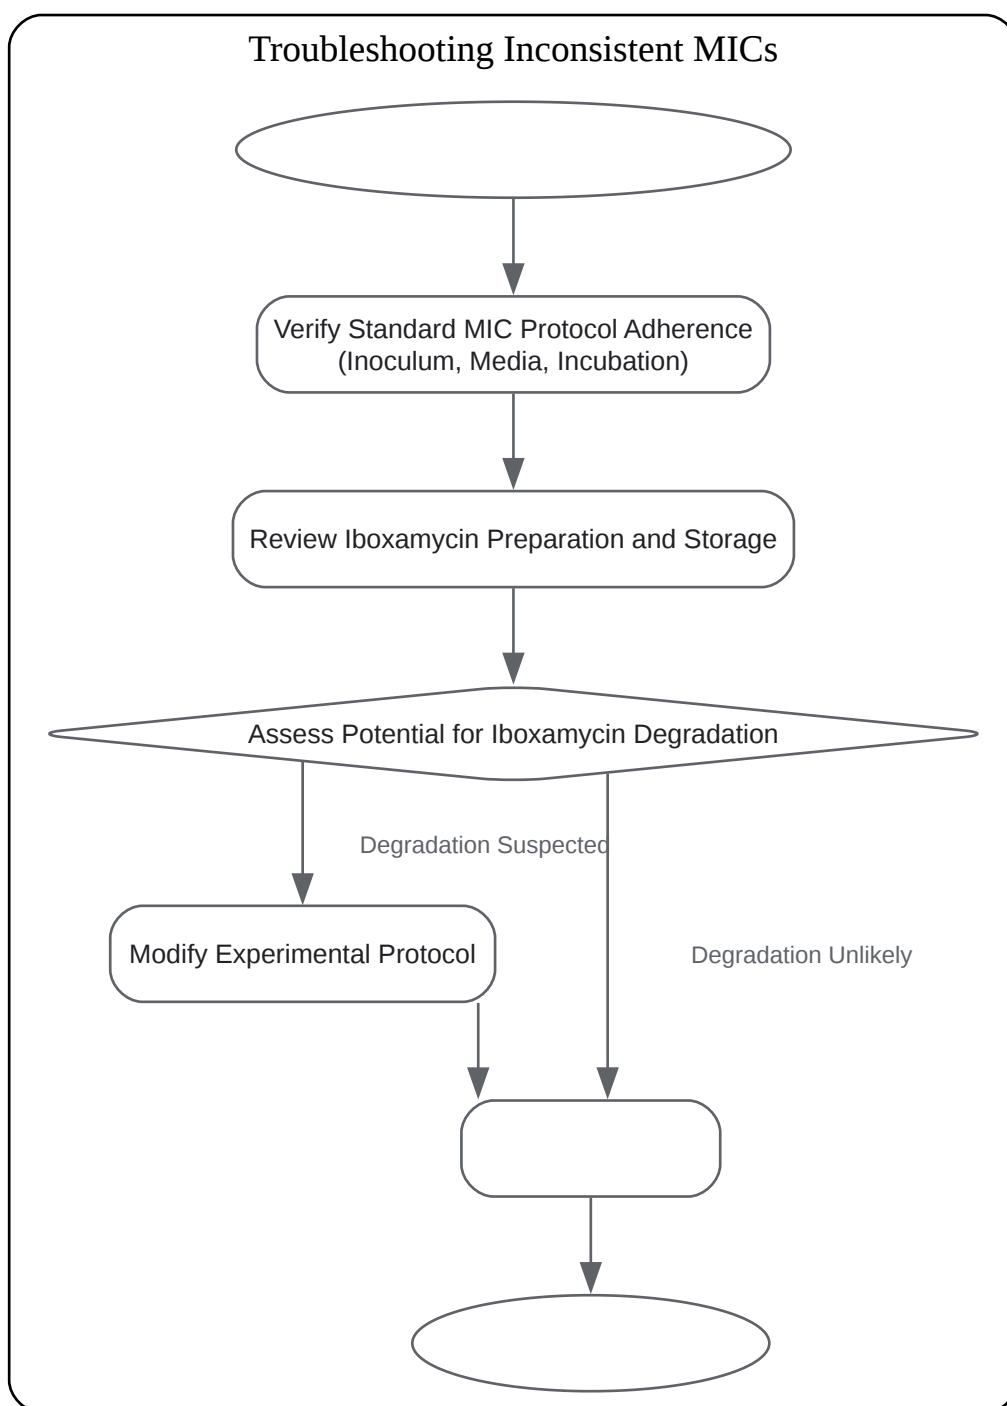 Troubleshooting Inconsistent MICs
Verify Standard MIC Protocol Adherence
(Inoculum, Media, Incubation)
Review Iboxamycin Preparation and Storage
Assess Potential for Iboxamycin Degradation
Degradation Suspected
Modify Experimental Protocol
Degradation Unlikely